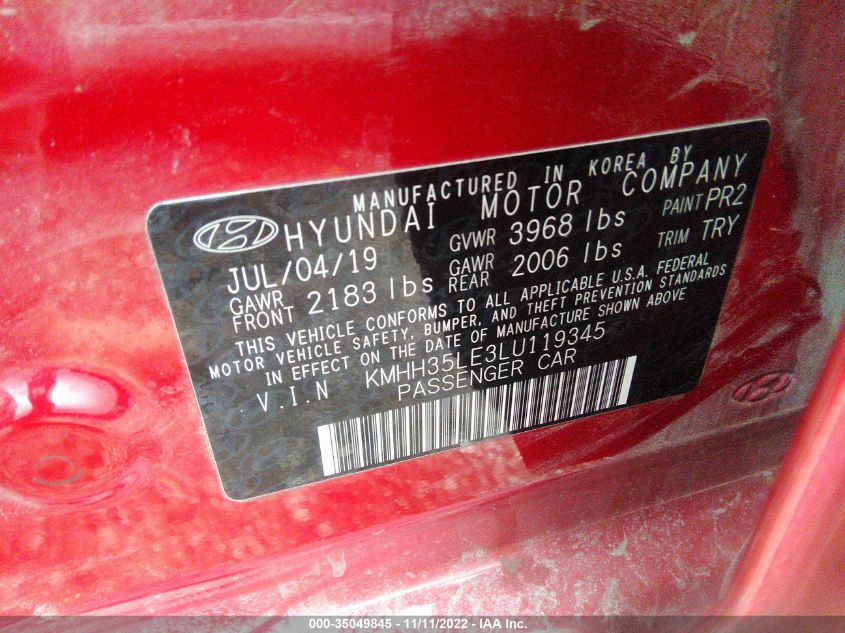 MANUFACTURED IN KOREA BY
HYUNDAI MOTOR COMPANY
JUL/04/19 GVWR 3968 lbs PAINT PR2
GAWR FRONT 2183 lbs GAWR REAR 2006 lbs TRIM TRY
THIS VEHICLE CONFORMS TO ALL APPLICABLE U.S.A. FEDERAL
MOTOR VEHICLE SAFETY, BUMPER, AND THEFT PREVENTION STANDARDS
IN EFFECT ON THE DATE OF MANUFACTURE SHOWN ABOVE
V.I.N KMHH35LE3LU119345
PASSENGER CAR
000-35049845 - 11/11/2022 - IAA Inc.